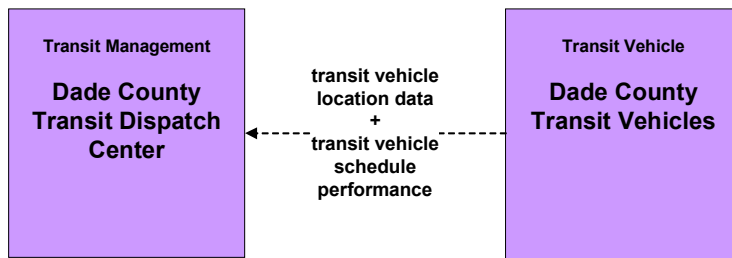 Transit Management
Dade County
Transit Dispatch
Center
transit vehicle
location data
+
transit vehicle
schedule
performance
Transit Vehicle
Dade County
Transit Vehicles